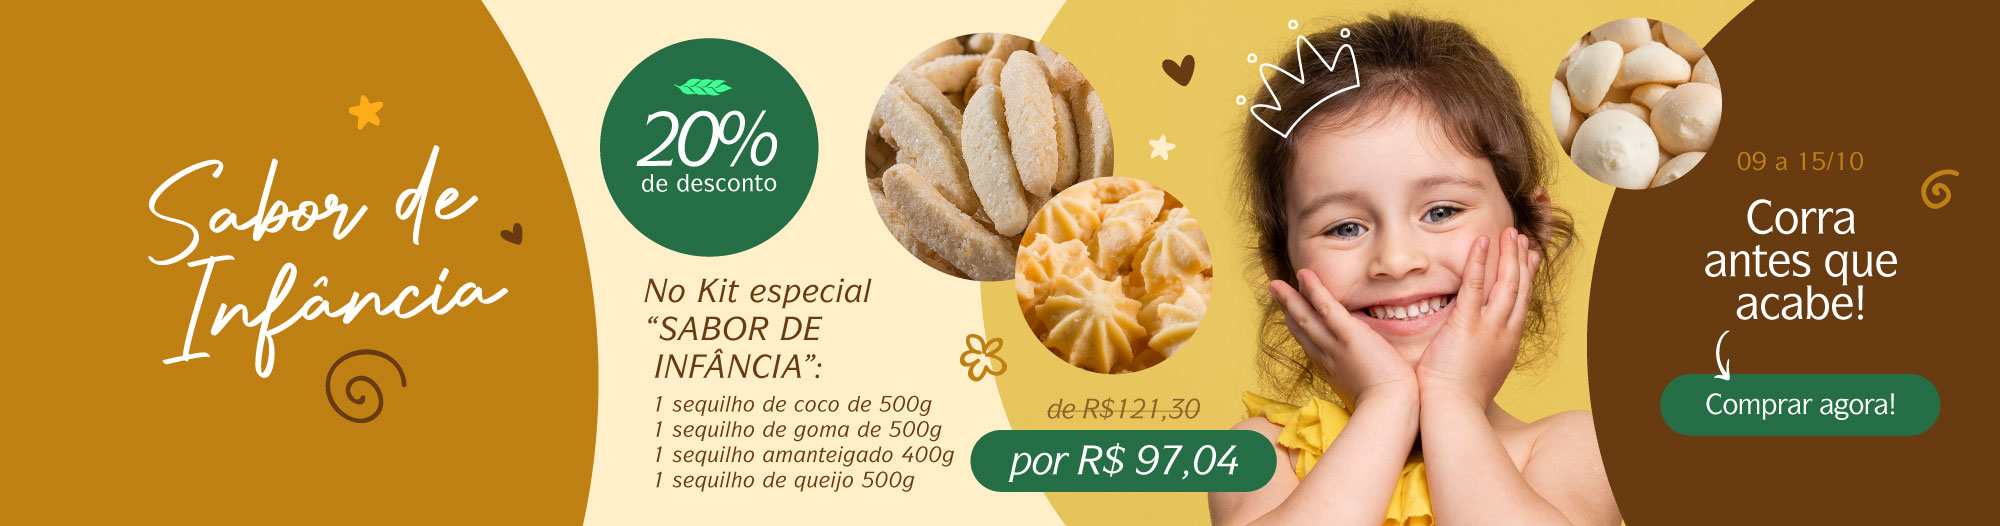 Sabor de
Infância
20%
de desconto
No Kit especial
“SABOR DE
INFÂNCIA”:
1 sequilho de coco de 500g
1 sequilho de goma de 500g
1 sequilho amanteigado 400g
1 sequilho de queijo 500g
de R$121,30
por R$ 97,04
09 a 15/10
Corra
antes que
acabe!
Comprar agora!